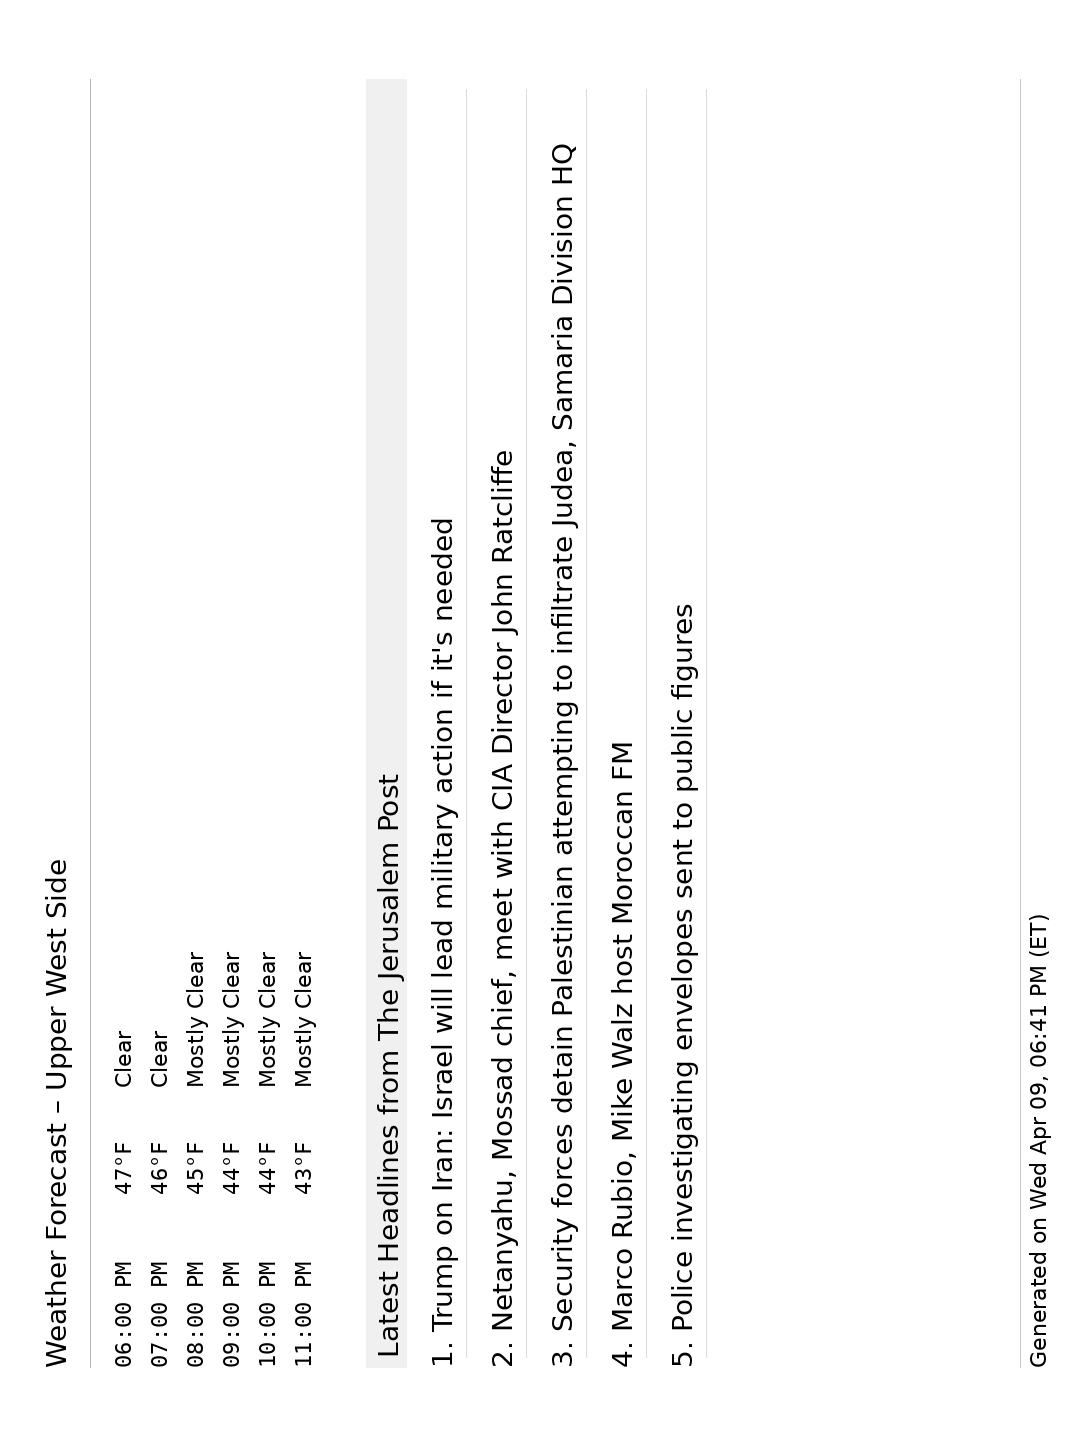 Weather Forecast – Upper West Side
06:00 PM 47°F Clear
07:00 PM 46°F Clear
08:00 PM 45°F Mostly Clear
09:00 PM 44°F Mostly Clear
10:00 PM 44°F Mostly Clear
11:00 PM 43°F Mostly Clear
Latest Headlines from The Jerusalem Post
1. Trump on Iran: Israel will lead military action if it's needed
2. Netanyahu, Mossad chief, meet with CIA Director John Ratcliffe
3. Security forces detain Palestinian attempting to infiltrate Judea, Samaria Division HQ
4. Marco Rubio, Mike Walz host Moroccan FM
5. Police investigating envelopes sent to public figures
Generated on Wed Apr 09, 06:41 PM (ET)